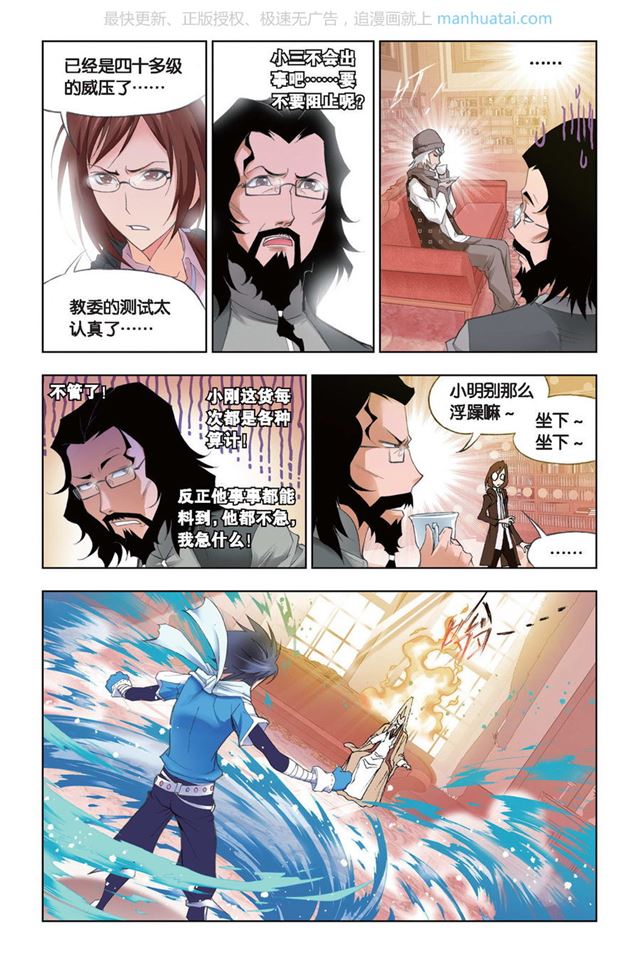 最快更新、正版授权、极速无广告，追漫画就上 manhuatai.com
已经是四十多级
的威压了……
教委的测试太
认真了……
小三不会出
事吧……要
不要阻止呢？
叮
……
不管了！
小刚这货每
次都是各种
算计！
反正他事事都能
料到，他都不急，
我急什么！
小明别那么
浮躁嘛~
坐下~
坐下~
……